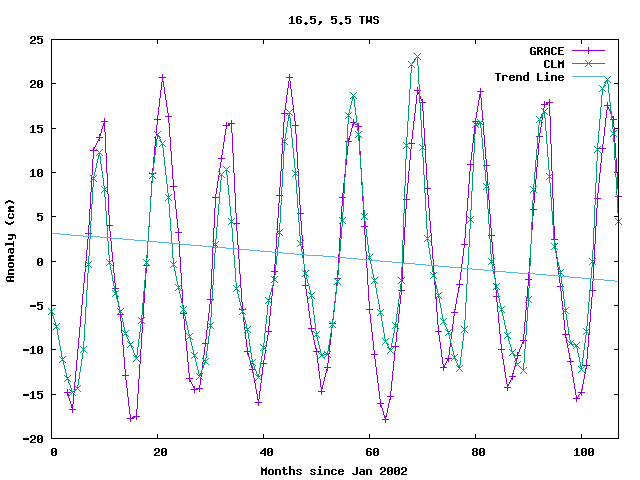 16.5, 5.5 TWS
GRACE
CLM
Trend Line
25
20
15
10
5
0
-5
-10
-15
-20
Anomaly (cm)
0 20 40 60 80 100
Months since Jan 2002